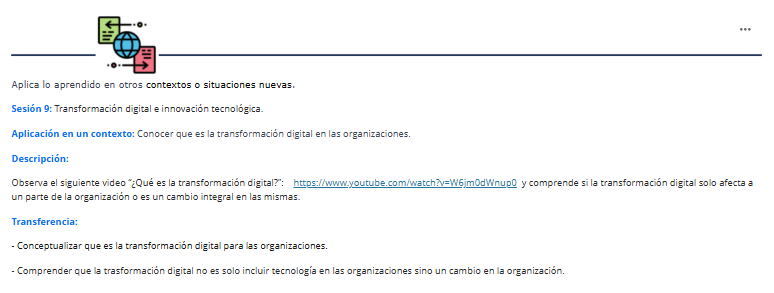 Aplica lo aprendido en otros contextos o situaciones nuevas.
Sesión 9: Transformación digital e innovación tecnológica.
Aplicación en un contexto: Conocer que es la transformación digital en las organizaciones.
Descripción:
Observa el siguiente video “¿Qué es la transformación digital?”: https://www.youtube.com/watch?v=W6jm0dWnup0 y comprende si la transformación digital solo afecta a
un parte de la organización o es un cambio integral en las mismas.
Transferencia:
- Conceptualizar que es la transformación digital para las organizaciones.
- Comprender que la trasformación digital no es solo incluir tecnología en las organizaciones sino un cambio en la organización.